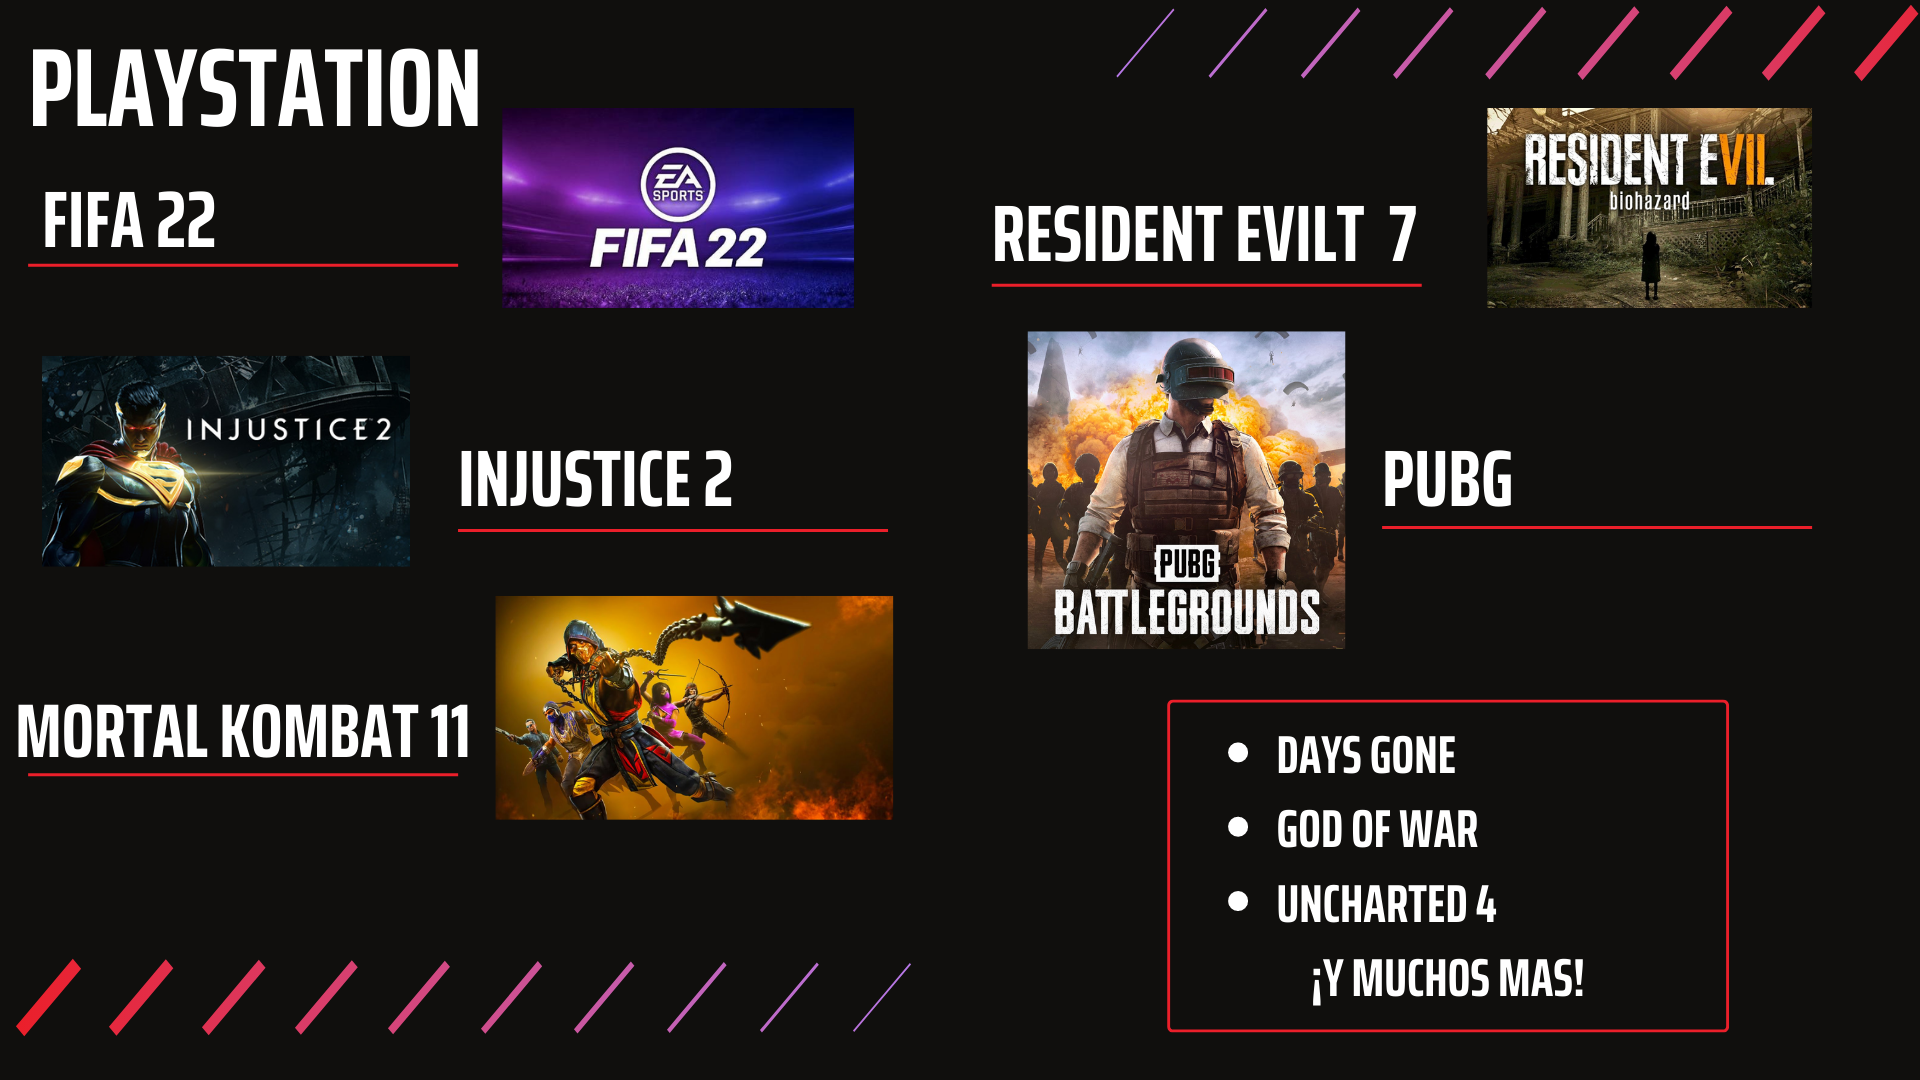 PLAYSTATION
FIFA 22
EA
SPORTS
FIFA 22
RESIDENT EVILT 7
RESIDENT EVII.
biohazard
INJUSTICE 2
INJUSTICE 2
PUBG
BATTLEGROUNDS
PUBG
MORTAL KOMBAT 11
DAYS GONE
GOD OF WAR
UNCHARTED 4
¡Y MUCHOS MAS!